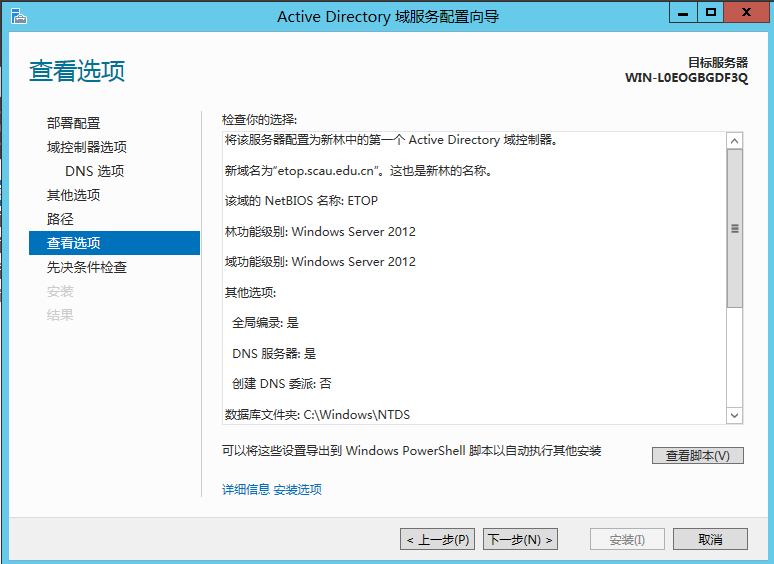 Active Directory 域服务配置向导
查看选项
目标服务器
WIN-L0EOGBGDF3Q
部署配置
域控制器选项
DNS 选项
其他选项
路径
查看选项
先决条件检查
安装
结果
检查你的选择:
将该服务器配置为新林中的第一个 Active Directory 域控制器。
新域名为"etop.scau.edu.cn"。这也是新林的名称。
该域的 NetBIOS 名称: ETOP
林功能级别: Windows Server 2012
域功能级别: Windows Server 2012
其他选项:
全局编录: 是
DNS 服务器: 是
创建 DNS 委派: 否
数据库文件夹: C:\Windows\NTDS
可以将这些设置导出到 Windows PowerShell 脚本以自动执行其他安装
查看脚本(V)
详细信息 安装选项
< 上一步(P)
下一步(N) >
安装(I)
取消